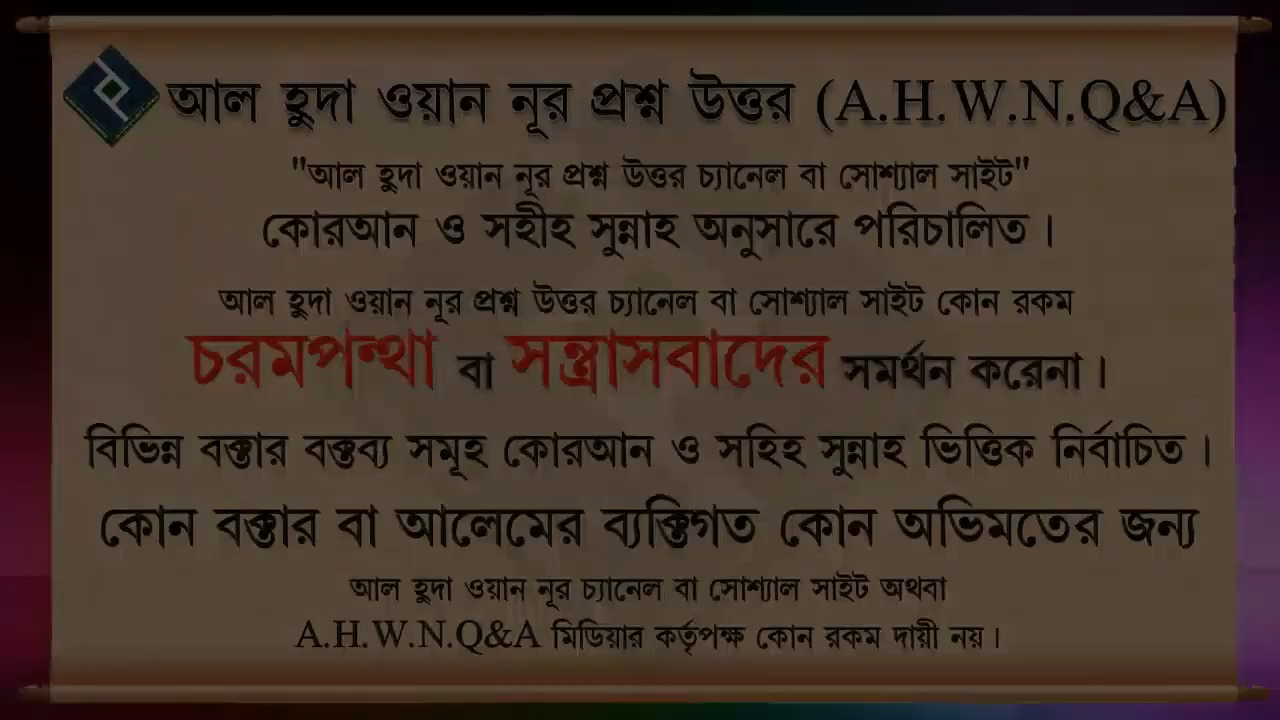 আল হুদা ওয়ান নূর প্রশ্ন উত্তর (A.H.W.N.Q&A)
"আল হুদা ওয়ান নূর প্রশ্ন উত্তর চ্যানেল বা সোশ্যাল সাইট"
কোরআন ও সহীহ সুন্নাহ অনুসারে পরিচালিত ।
আল হুদা ওয়ান নূর প্রশ্ন উত্তর চ্যানেল বা সোশ্যাল সাইট কোন রকম
চরমপন্থা বা সন্ত্রাসবাদের সমর্থন করেনা ।
বিভিন্ন বক্তার বক্তব্য সমূহ কোরআন ও সহিহ সুন্নাহ ভিত্তিক নির্বাচিত ।
কোন বক্তার বা আলেমের ব্যক্তিগত কোন অভিমতের জন্য
আল হুদা ওয়ান নূর চ্যানেল বা সোশ্যাল সাইট অথবা
A.H.W.N.Q&A মিডিয়ার কর্তৃপক্ষ কোন রকম দায়ী নয় ।